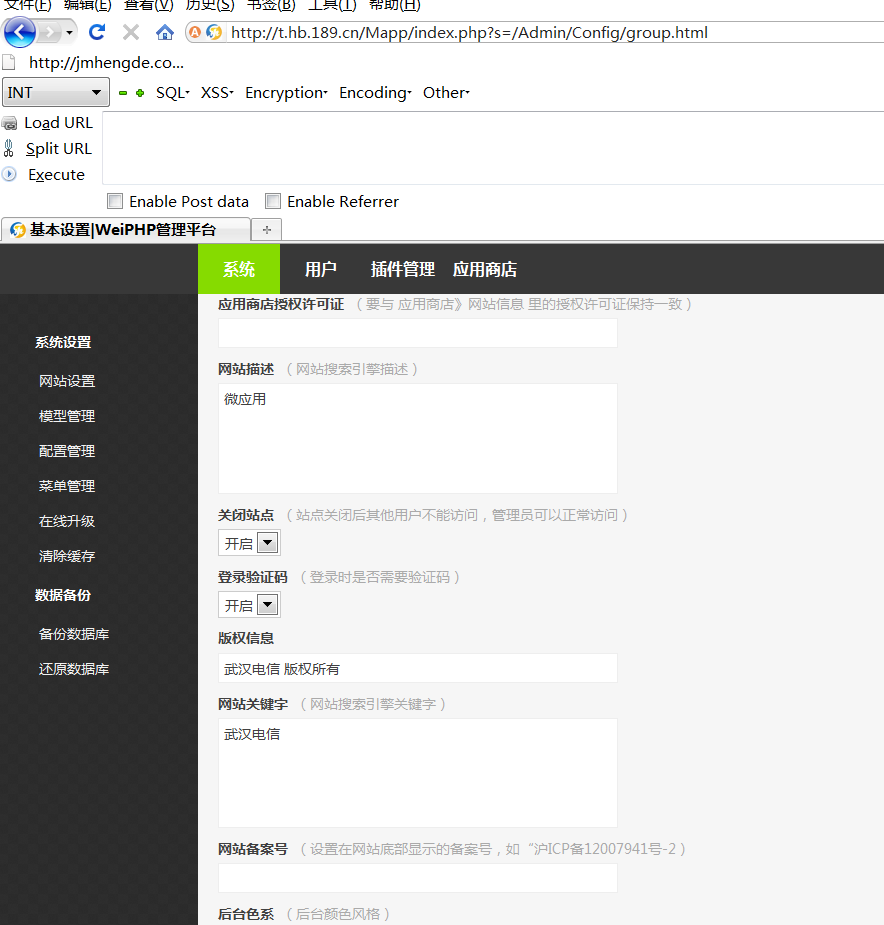 文件(F) 编辑(E) 查看(V) 历史(S) 书签(B) 工具(T) 帮助(H)
http://t.hb.189.cn/Mapp/index.php?s=/Admin/Config/group.html
http://jmhengde.co...
INT SQL XSS Encryption Encoding Other
Load URL
Split URL
Execute
Enable Post data Enable Referrer
基本设置|WeiPHP管理平台
系统 用户 插件管理 应用商店
系统设置
网站设置
模型管理
配置管理
菜单管理
在线升级
清除缓存
数据备份
备份数据库
还原数据库
应用商店授权许可证 （要与 应用商店》网站信息 里的授权许可证保持一致）
网站描述 （网站搜索引擎描述）
微应用
关闭站点 （站点关闭后其他用户不能访问，管理员可以正常访问）
开启
登录验证码 （登录时是否需要验证码）
开启
版权信息
武汉电信 版权所有
网站关键字 （网站搜索引擎关键字）
武汉电信
网站备案号 （设置在网站底部显示的备案号，如“沪ICP备12007941号-2）
后台色系 （后台颜色风格）